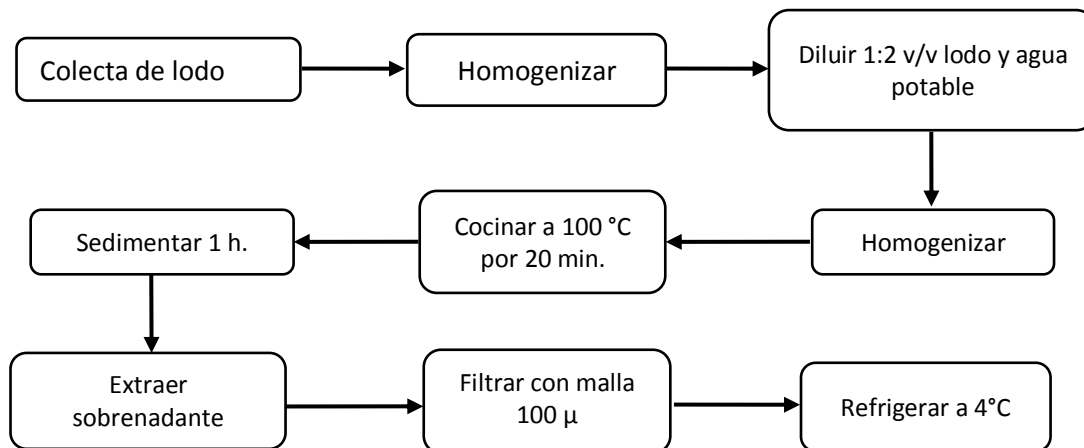 Colecta de lodo
Homogenizar
Diluir 1:2 v/v lodo y agua
potable
Homogenizar
Cocinar a 100 °C
por 20 min.
Sedimentar 1 h.
Extraer
sobrenadante
Filtrar con malla
100 µ
Refrigerar a 4°C